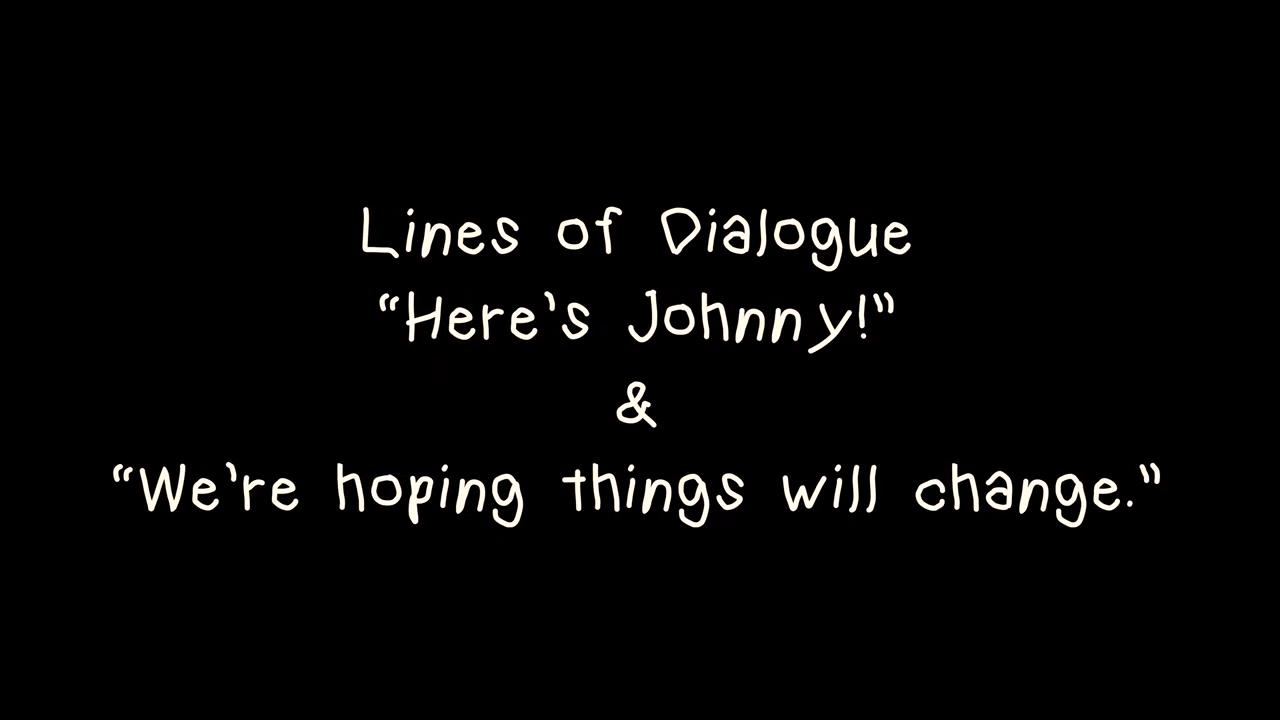 Lines of Dialogue
“Here's Johnny!”
&
“We're hoping things will change.”